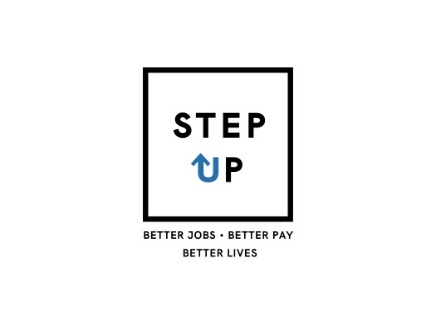 STEP
UP
BETTER JOBS • BETTER PAY
BETTER LIVES